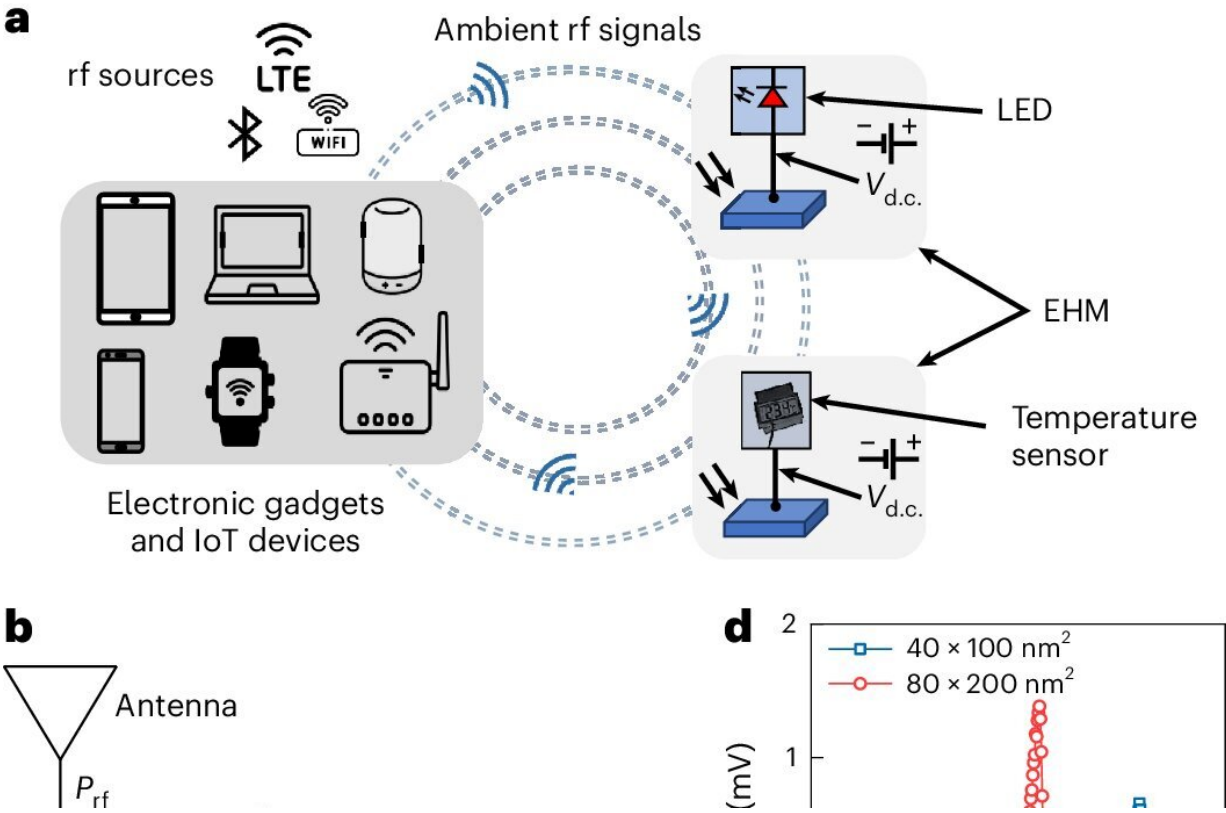 a
Ambient rf signals
rf sources
LTE
WIFI
LED
− +
V d.c.
EHM
Temperature
sensor
− +
V d.c.
Electronic gadgets
and IoT devices
b
Antenna
P rf
d
2
40 × 100 nm²
80 × 200 nm²
1
(mV)